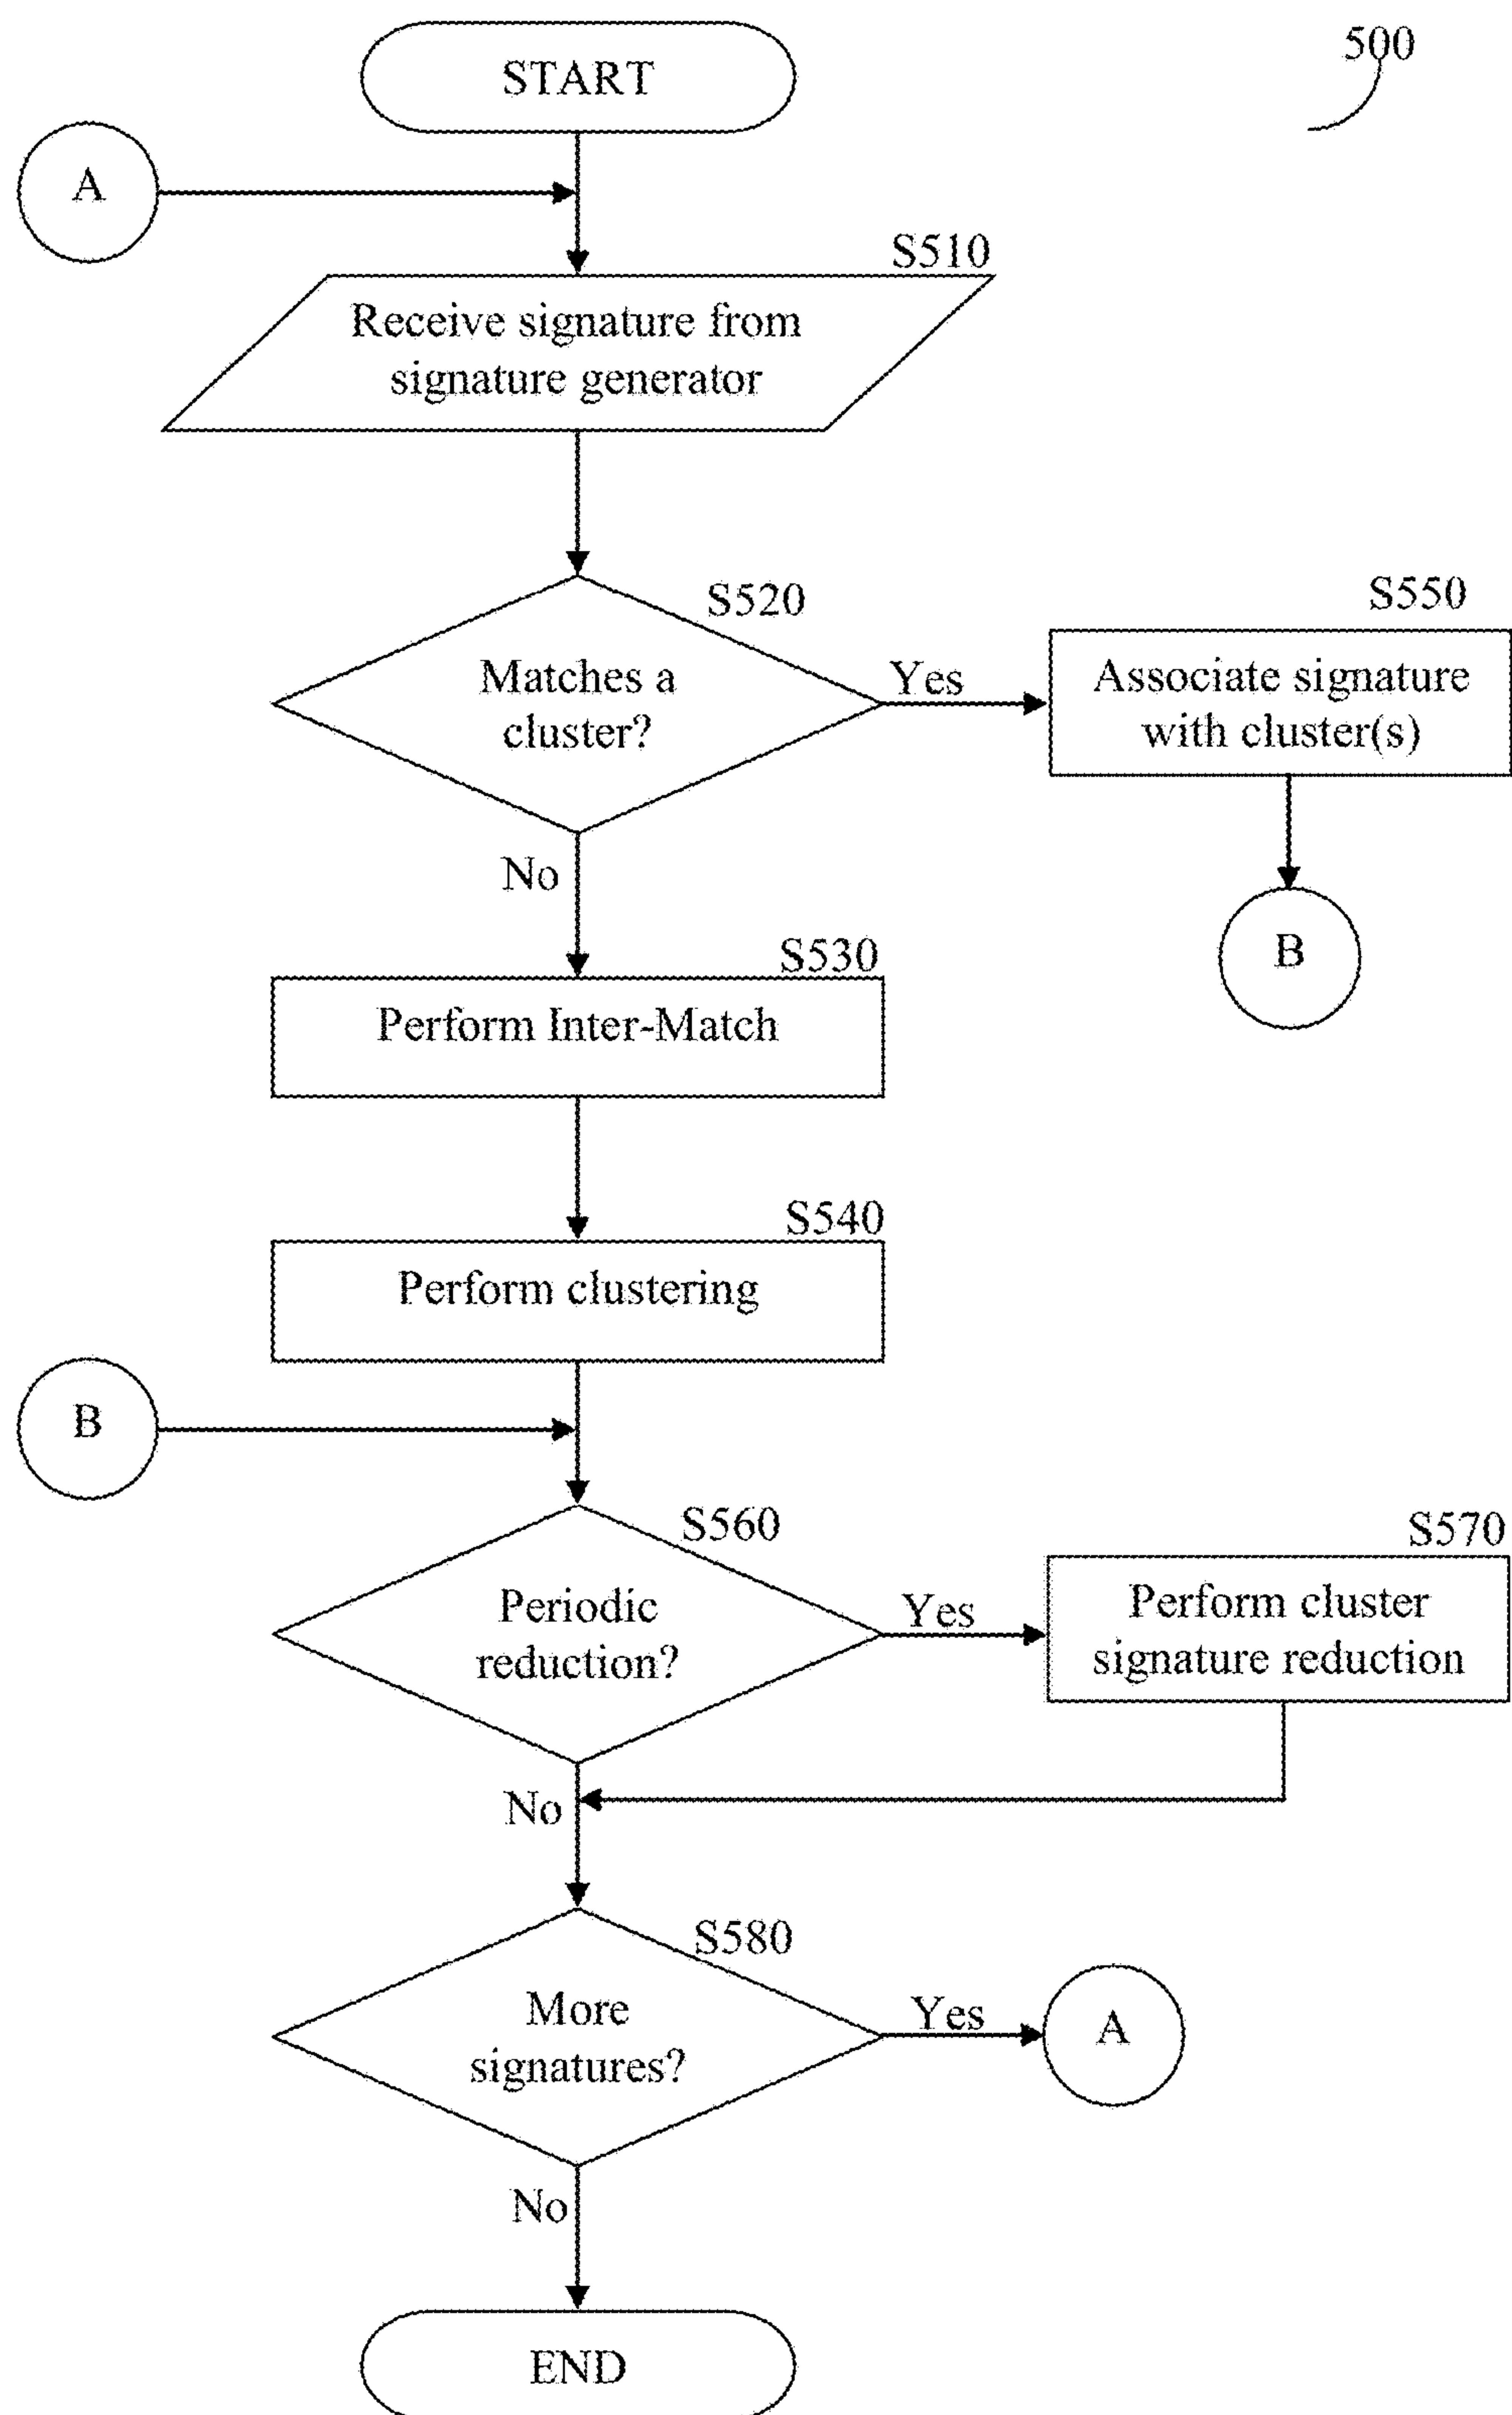 START
500
A
S510
Receive signature from
signature generator
S520
Matches a
cluster?
Yes
S550
Associate signature
with cluster(s)
No
B
S530
Perform Inter-Match
S540
Perform clustering
B
S560
Periodic
reduction?
Yes
S570
Perform cluster
signature reduction
No
S580
More
signatures?
Yes
A
No
END